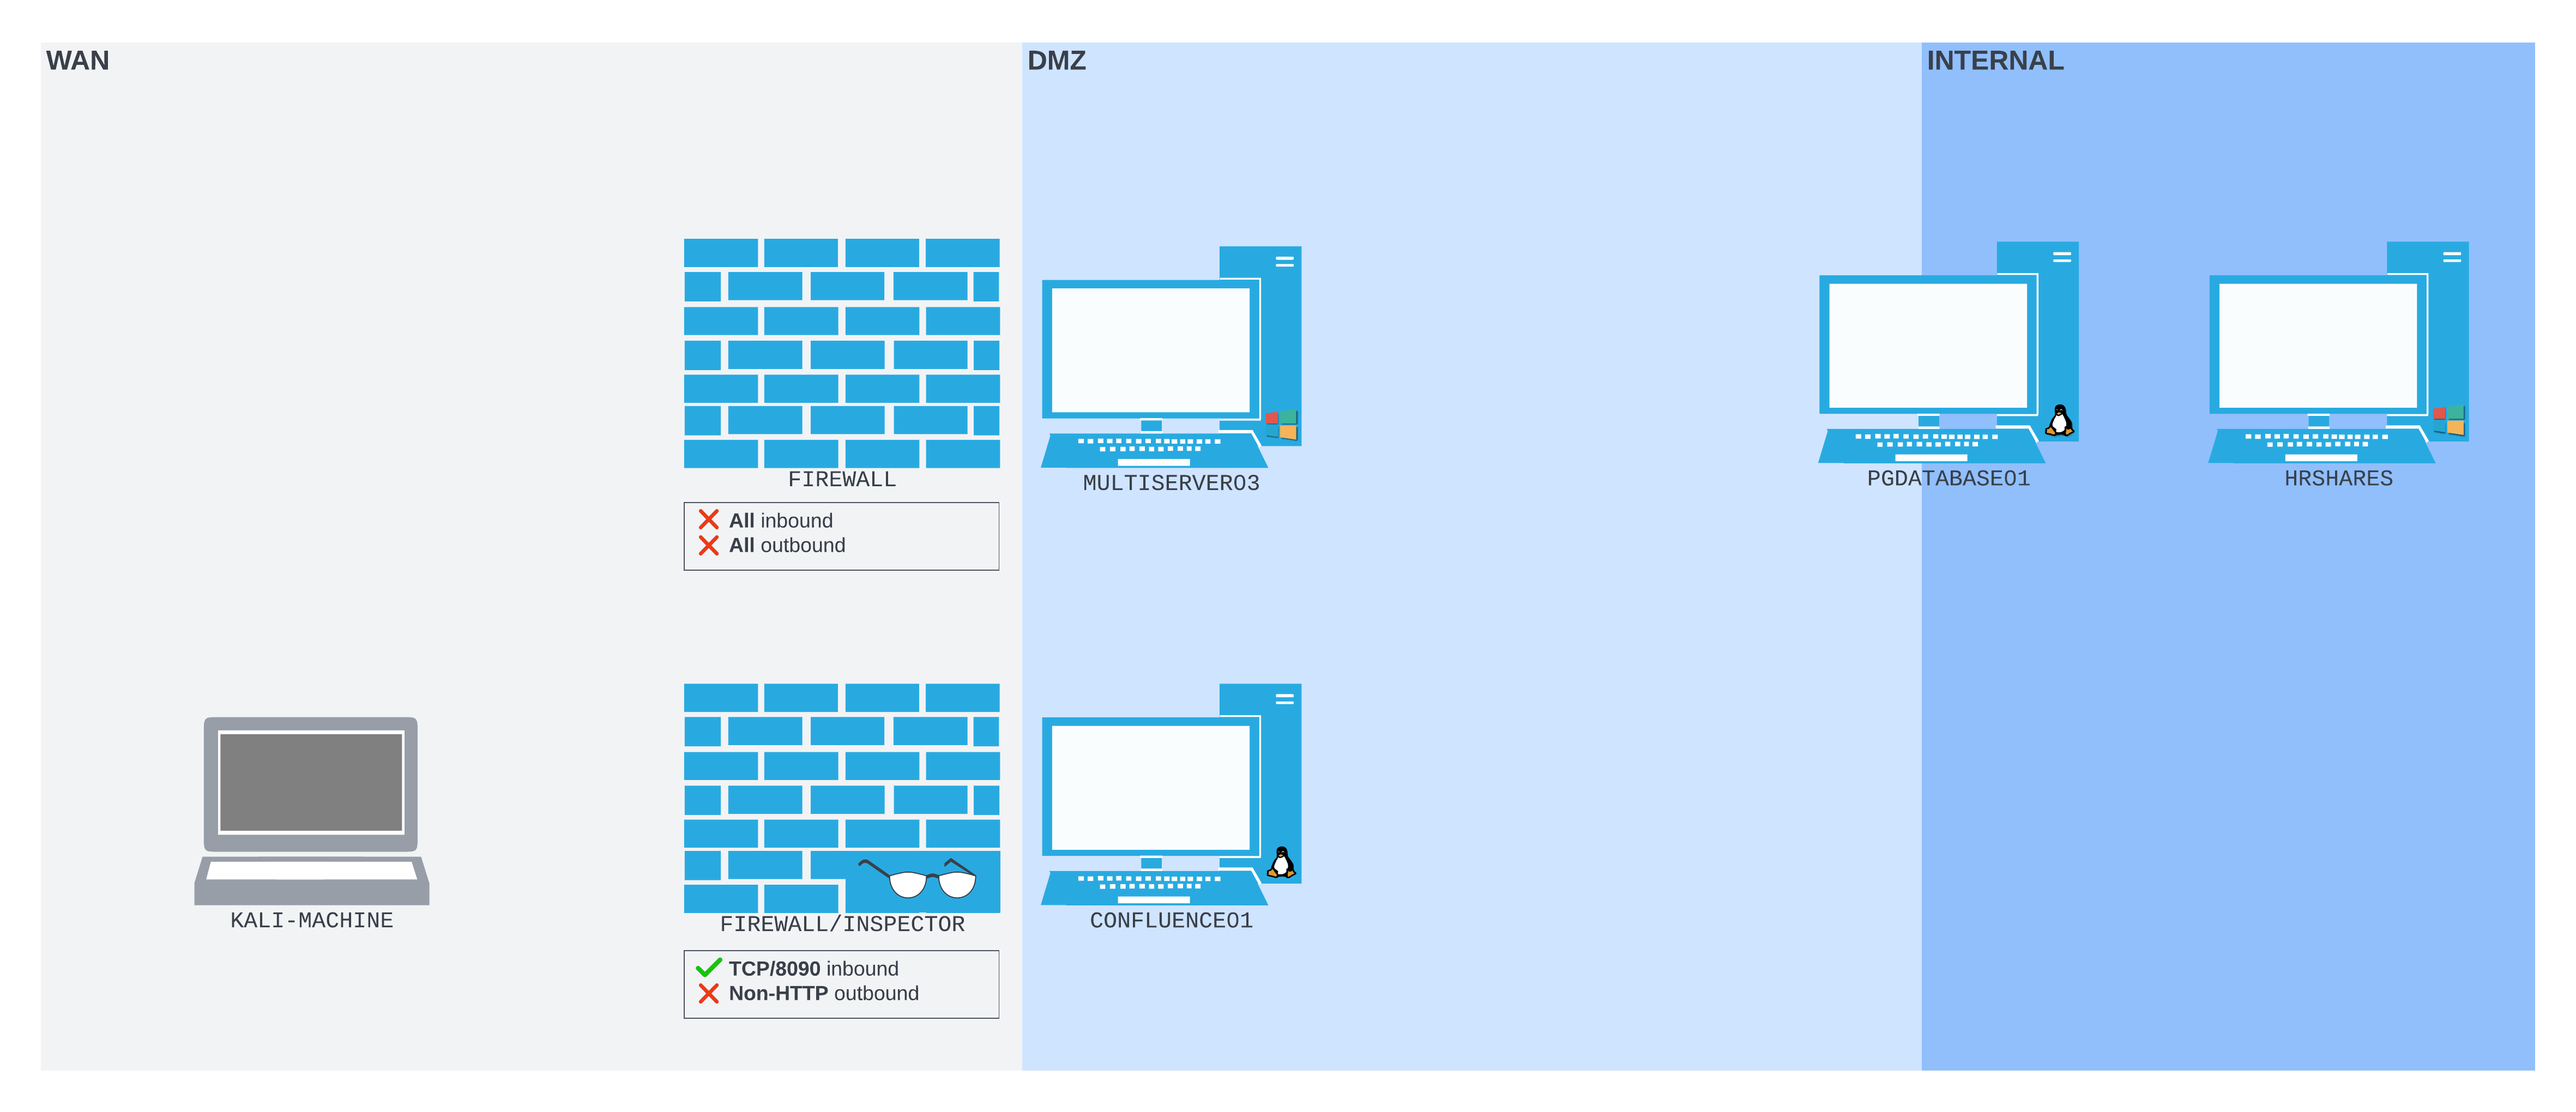 WAN
DMZ
INTERNAL
FIREWALL
All inbound
All outbound
MULTISERVER03
PGDATABASE01
HRSHARES
KALI-MACHINE
FIREWALL/INSPECTOR
TCP/8090 inbound
Non-HTTP outbound
CONFLUENCE01